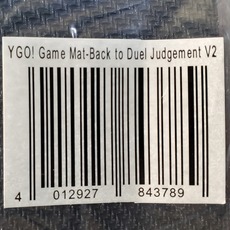 YGO! Game Mat-Back to Duel Judgement V2
4 012927 843789